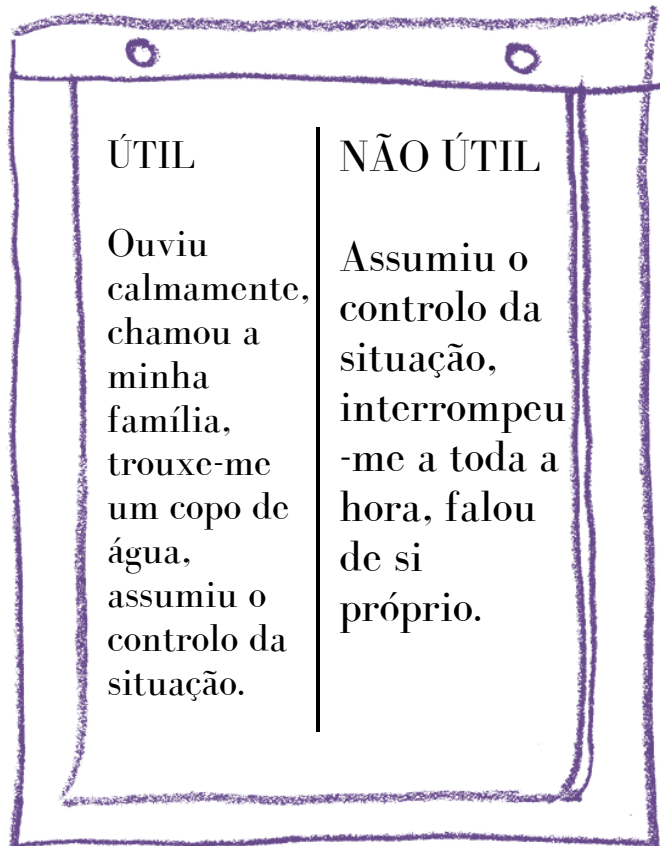 ÚTIL
Ouviu
calmamente,
chamou a
minha
família,
trouxe-me
um copo de
água,
assumiu o
controlo da
situação.
NÃO ÚTIL
Assumiu o
controlo da
situação,
interrompeu
-me a toda a
hora, falou
de si
próprio.